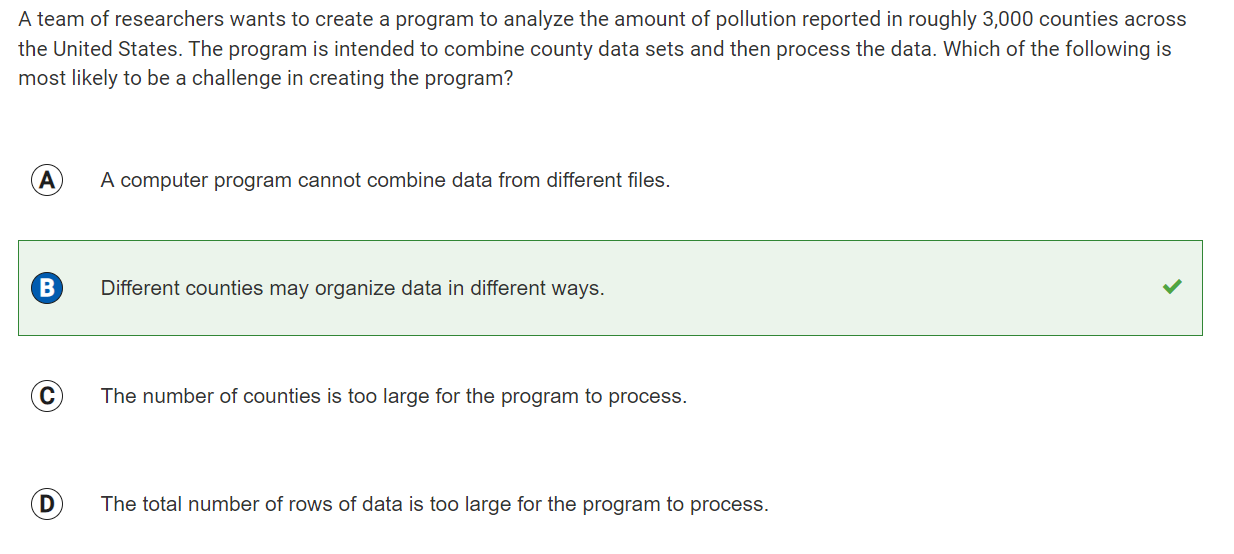 A team of researchers wants to create a program to analyze the amount of pollution reported in roughly 3,000 counties across
the United States. The program is intended to combine county data sets and then process the data. Which of the following is
most likely to be a challenge in creating the program?
A A computer program cannot combine data from different files.
B Different counties may organize data in different ways.
C The number of counties is too large for the program to process.
D The total number of rows of data is too large for the program to process.